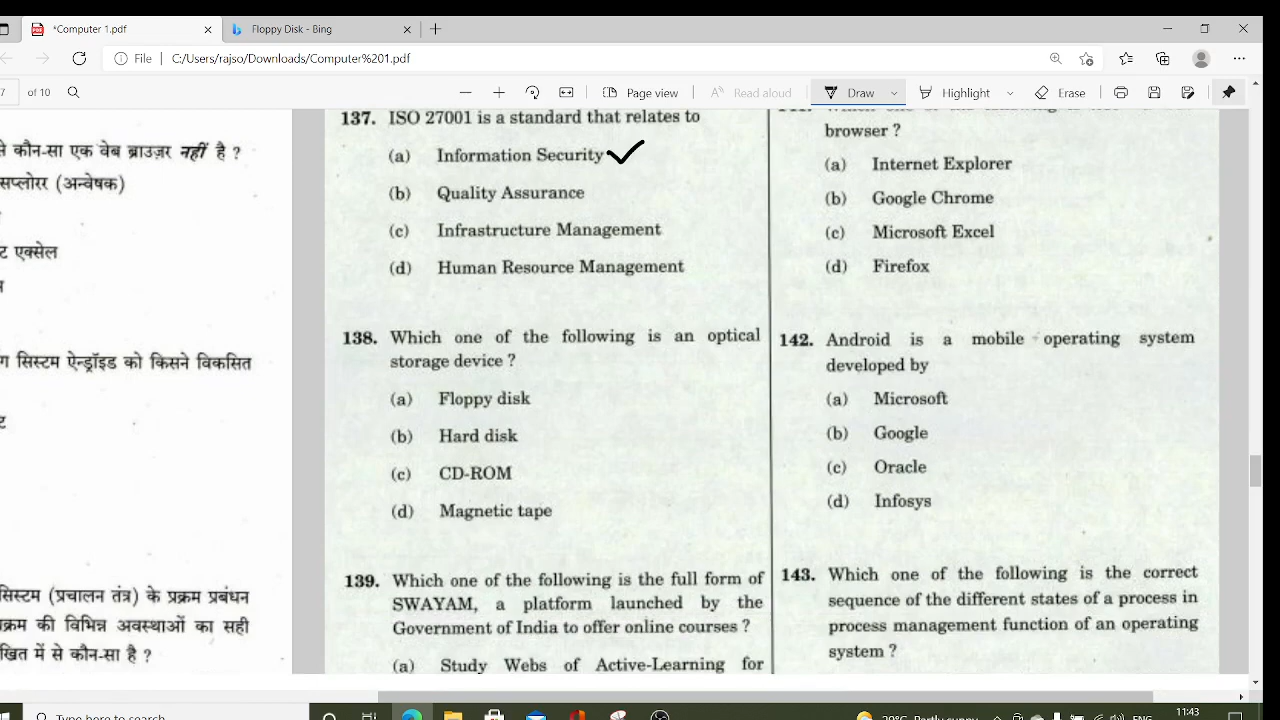 *Computer 1.pdf
Floppy Disk - Bing
File C:/Users/rajso/Downloads/Computer%201.pdf
7 of 10
Page view
Read aloud
Draw
Highlight
Erase
से कौन-सा एक वेब ब्राउज़र नहीं है ?
सप्लोरर (अन्वेषक)
ट एक्सेल
ग सिस्टम ऐन्ड्रॉइड को किसने विकसित
सिस्टम (प्रचालन तंत्र) के प्रक्रम प्रबंधन
क्रम की विभिन्न अवस्थाओं का सही
खित में से कौन-सा है ?
137. ISO 27001 is a standard that relates to
(a) Information Security
(b) Quality Assurance
(c) Infrastructure Management
(d) Human Resource Management
138. Which one of the following is an optical
storage device ?
(a) Floppy disk
(b) Hard disk
(c) CD-ROM
(d) Magnetic tape
139. Which one of the following is the full form of
SWAYAM, a platform launched by the
Government of India to offer online courses ?
(a) Study Webs of Active-Learning for
browser ?
(a) Internet Explorer
(b) Google Chrome
(c) Microsoft Excel
(d) Firefox
142. Android is a mobile operating system
developed by
(a) Microsoft
(b) Google
(c) Oracle
(d) Infosys
143. Which one of the following is the correct
sequence of the different states of a process in
process management function of an operating
system ?
Type here to search
ENG
11:43